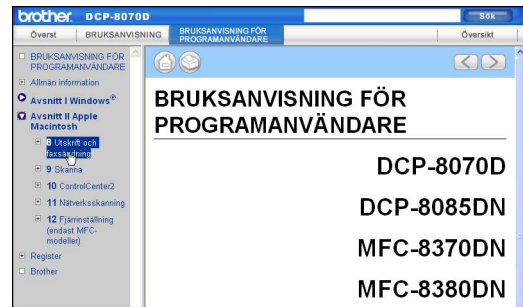 brother. DCP-8070D
Sök
Överst
BRUKSANVISNING
BRUKSANVISNING FÖR
PROGRAMANVÄNDARE
Översikt
BRUKSANVISNING FÖR
PROGRAMANVÄNDARE
Allmän information
Avsnitt I Windows®
Avsnitt II Apple
Macintosh
8 Utskrift och
faxsändning
9 Skanna
10 ControlCenter2
11 Nätverksskanning
12 Fjärrinställning
(endast MFC-
modeller)
Register
Brother
BRUKSANVISNING FÖR
PROGRAMANVÄNDARE
DCP-8070D
DCP-8085DN
MFC-8370DN
MFC-8380DN